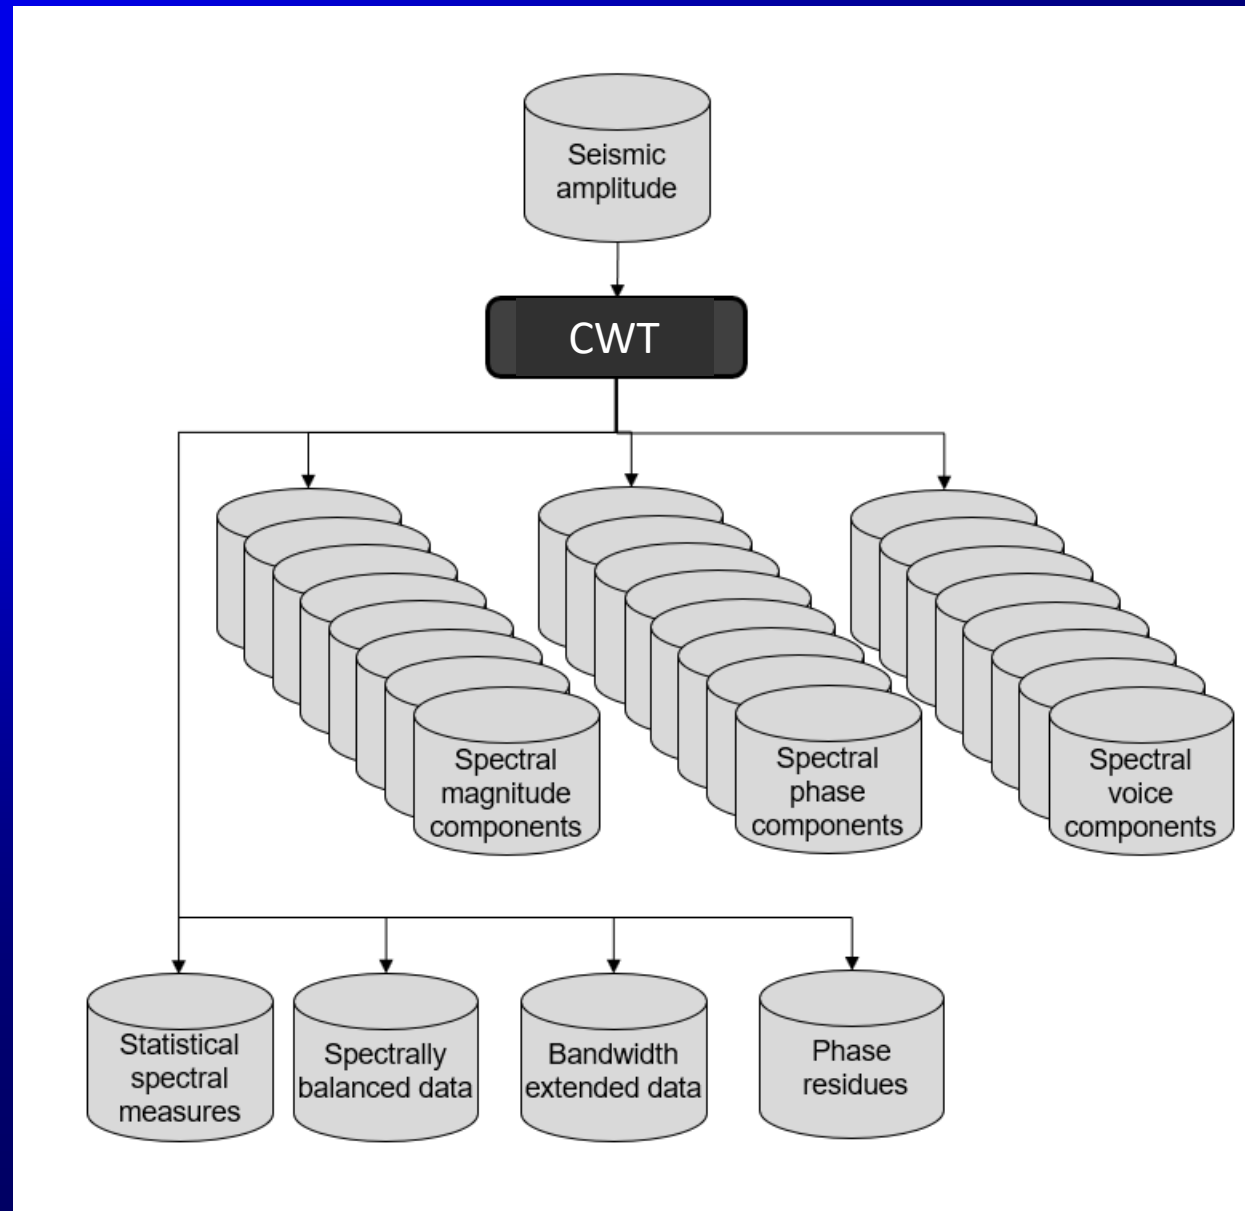 Seismic
amplitude
CWT
Spectral
magnitude
components
Spectral
phase
components
Spectral
voice
components
Statistical
spectral
measures
Spectrally
balanced data
Bandwidth
extended data
Phase
residues